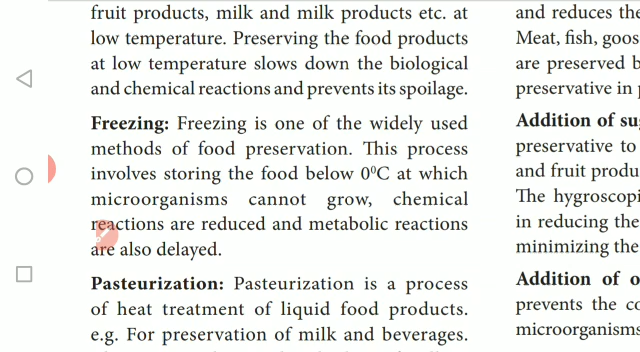 fruit products, milk and milk products etc. at
low temperature. Preserving the food products
at low temperature slows down the biological
and chemical reactions and prevents its spoilage.
Freezing: Freezing is one of the widely used
methods of food preservation. This process
involves storing the food below 0⁰C at which
microorganisms cannot grow, chemical
reactions are reduced and metabolic reactions
are also delayed.
Pasteurization: Pasteurization is a process
of heat treatment of liquid food products.
e.g. For preservation of milk and beverages.
and reduces the
Meat, fish, goos
are preserved b
preservative in
Addition of su
preservative to
and fruit produ
The hygroscopi
in reducing the
minimizing the
Addition of o
prevents the co
microorganisms